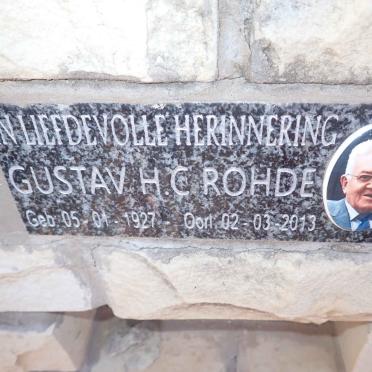 N LIEFDEVOLLE HERINNERING
GUSTAV H C ROHDE
Geb 05 - 01 - 1927 - Oorl 02 - 03 - 2013